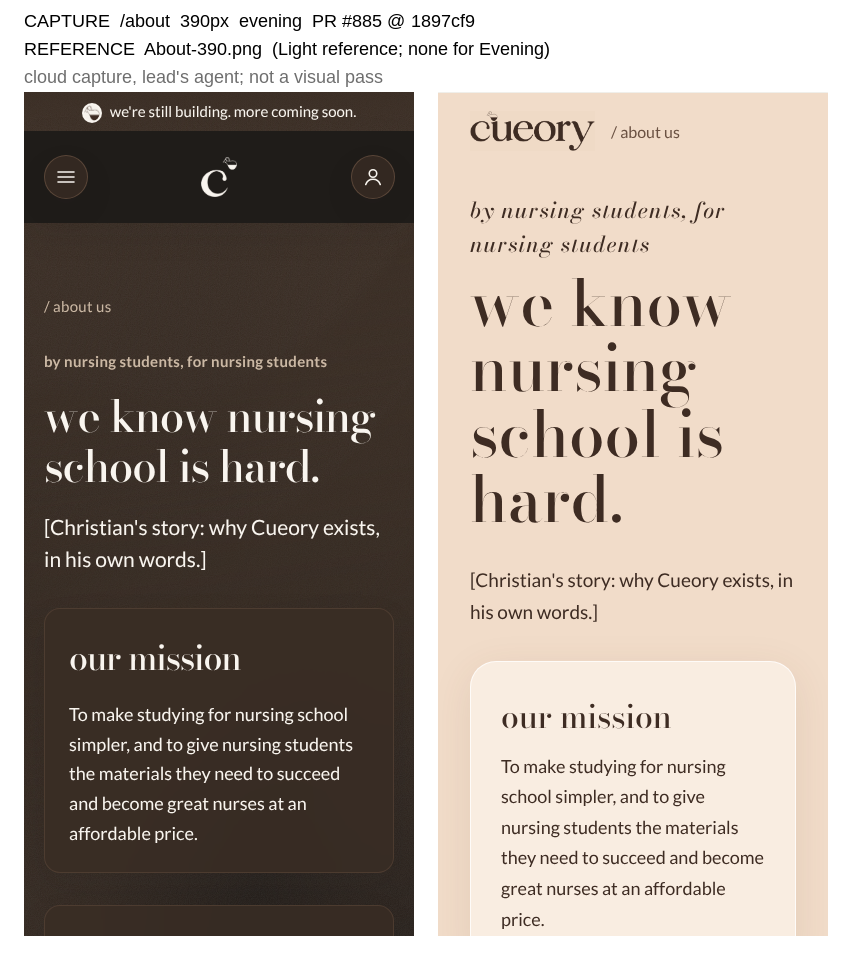 CAPTURE /about 390px evening PR #885 @ 1897cf9
REFERENCE About-390.png (Light reference; none for Evening)
cloud capture, lead's agent; not a visual pass
we're still building. more coming soon.
c
/ about us
by nursing students, for nursing students
we know nursing
school is hard.
[Christian's story: why Cueory exists,
in his own words.]
our mission
To make studying for nursing school
simpler, and to give nursing students
the materials they need to succeed
and become great nurses at an
affordable price.
cueory / about us
by nursing students, for
nursing students
we know
nursing
school is
hard.
[Christian's story: why Cueory exists, in
his own words.]
our mission
To make studying for nursing
school simpler, and to give
nursing students the materials
they need to succeed and become
great nurses at an affordable
price.